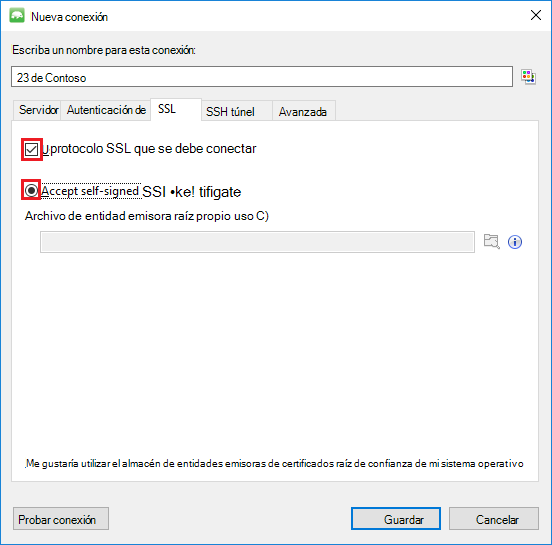 Nueva conexión
Escriba un nombre para esta conexión:
23 de Contoso
Servidor Autenticación de SSL SSH túnel Avanzada
protocolo SSL que se debe conectar
Accept self-signed SSI •ke! tifigate
Archivo de entidad emisora raíz propio uso C)
.Me gustaría utilizar el almacén de entidades emisoras de certificados raíz de confianza de mi sistema operativo
Probar conexión Guardar Cancelar